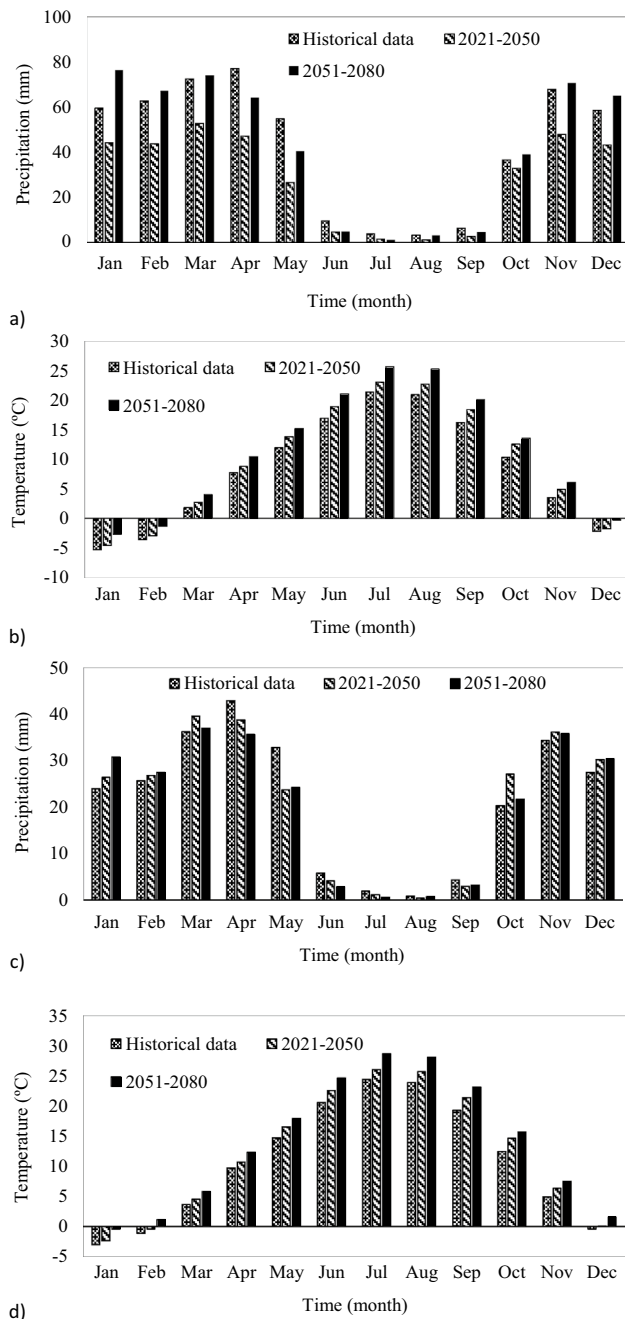 100
80
60
40
20
0
Precipitation (mm)
Historical data 2021-2050
2051-2080
Jan Feb Mar Apr May Jun Jul Aug Sep Oct Nov Dec
Time (month)
a)
30
25
20
15
10
5
0
-5
-10
Temperature (ºC)
Historical data 2021-2050
2051-2080
Jan Feb Mar Apr May Jun Jul Aug Sep Oct Nov Dec
Time (month)
b)
50
40
30
20
10
0
Precipitation (mm)
Historical data 2021-2050 2051-2080
Jan Feb Mar Apr May Jun Jul Aug Sep Oct Nov Dec
Time (month)
c)
35
30
25
20
15
10
5
0
-5
Temperature (ºC)
Historical data 2021-2050
2051-2080
Jan Feb Mar Apr May Jun Jul Aug Sep Oct Nov Dec
Time (month)
d)